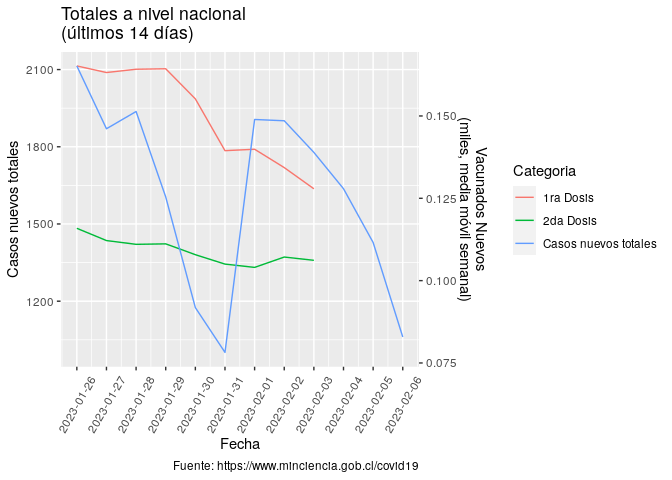 Totales a nivel nacional
(últimos 14 días)
Casos nuevos totales
2100
1800
1500
1200
0.150
0.125
0.100
0.075
Vacunados Nuevos
(miles, media móvil semanal)
2023-01-26
2023-01-27
2023-01-28
2023-01-29
2023-01-30
2023-01-31
2023-02-01
2023-02-02
2023-02-03
2023-02-04
2023-02-05
2023-02-06
Fecha
Categoria
1ra Dosis
2da Dosis
Casos nuevos totales
Fuente: https://www.minciencia.gob.cl/covid19